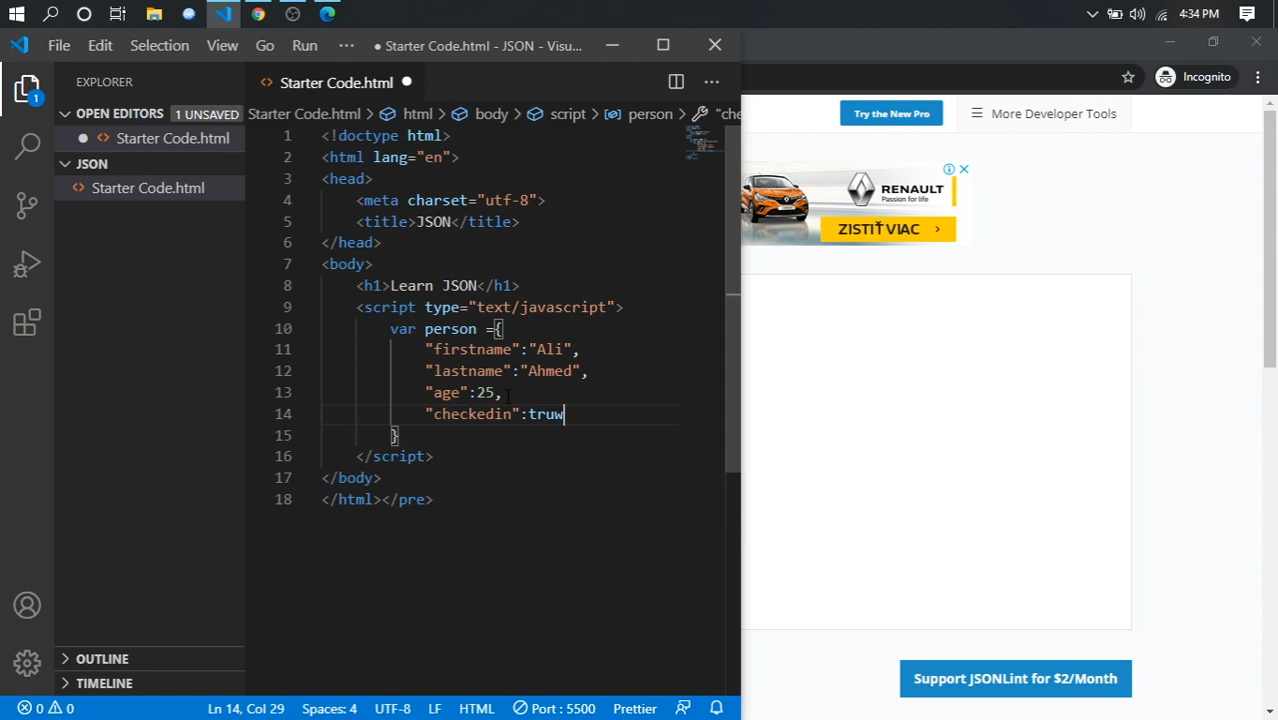 4:34 PM
File Edit Selection View Go Run ··· ● Starter Code.html - JSON - Visu...
Incognito
EXPLORER
Starter Code.html ●
OPEN EDITORS 1 UNSAVED
● Starter Code.html
JSON
Starter Code.html
1
Starter Code.html > html > body > script > person > "che
1 <!doctype html>
2 <html lang="en">
3 <head>
4 <meta charset="utf-8">
5 <title>JSON</title>
6 </head>
7 <body>
8 <h1>Learn JSON</h1>
9 <script type="text/javascript">
10 var person ={
11 "firstname":"Ali",
12 "lastname":"Ahmed",
13 "age":25,
14 "checkedin":truw
15 }
16 </script>
17 </body>
18 </html></pre>
OUTLINE
TIMELINE
0 0 Ln 14, Col 29 Spaces: 4 UTF-8 LF HTML Port : 5500 Prettier
Try the New Pro
More Developer Tools
RENAULT
Passion for life
ZISTIŤ VIAC ›
Support JSONLint for $2/Month